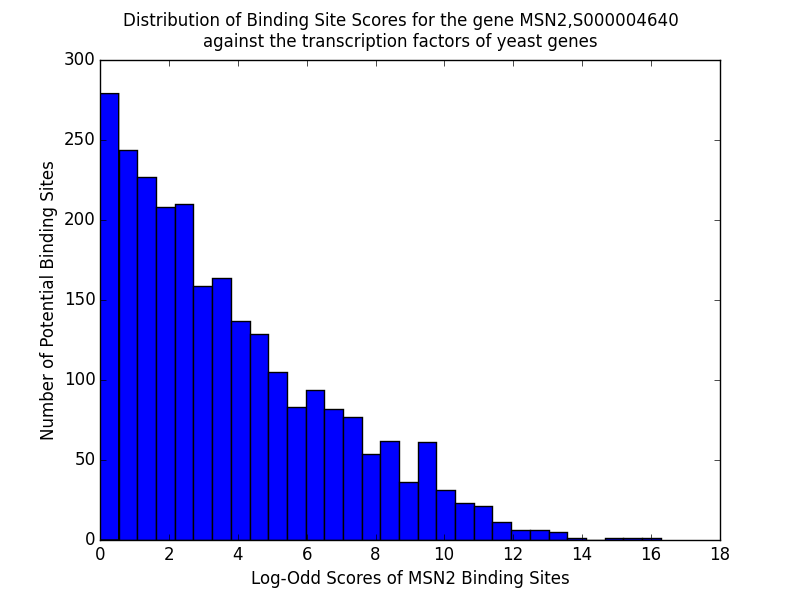 Distribution of Binding Site Scores for the gene MSN2,S000004640
against the transcription factors of yeast genes
300
250
200
150
100
50
0
Number of Potential Binding Sites
0 2 4 6 8 10 12 14 16 18
Log-Odd Scores of MSN2 Binding Sites